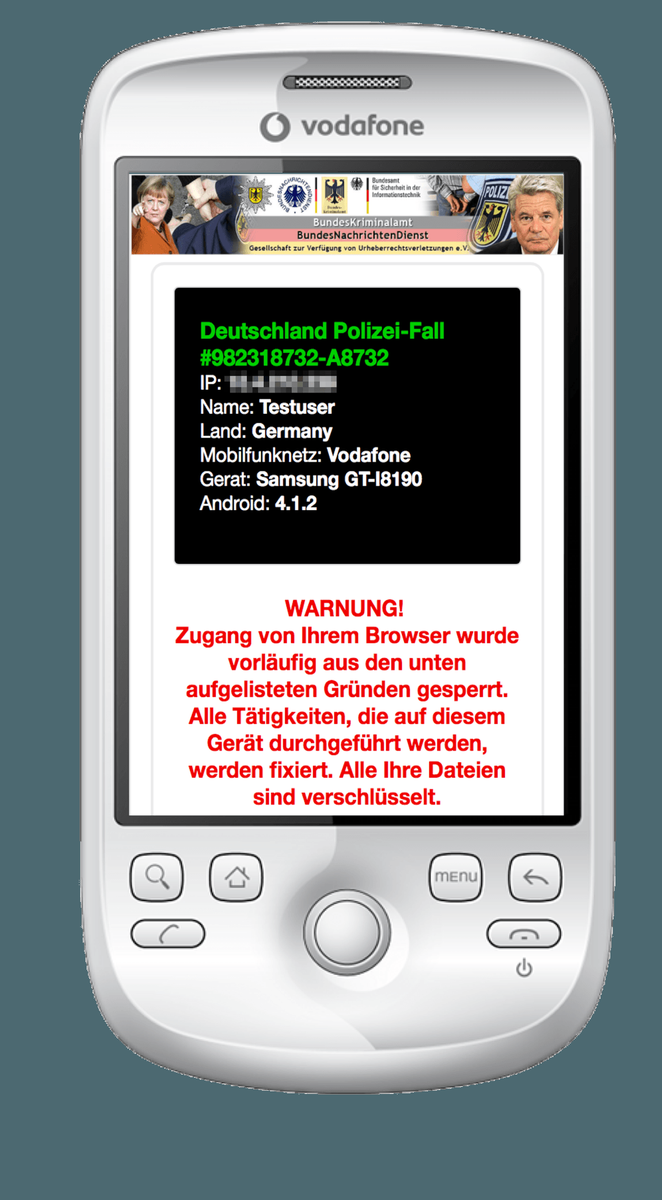 vodafone
BUNDESNACHRICHTENDIENST
Bundesamt
für Sicherheit in der
Informationstechnik
POLIZEI
BundesKriminalamt
BundesNachrichtenDienst
Gesellschaft zur Verfügung von Urheberrechtsverletzungen e.V.
Deutschland Polizei-Fall
#982318732-A8732
IP:
Name: Testuser
Land: Germany
Mobilfunknetz: Vodafone
Gerat: Samsung GT-I8190
Android: 4.1.2
WARNUNG!
Zugang von Ihrem Browser wurde
vorläufig aus den unten
aufgelisteten Gründen gesperrt.
Alle Tätigkeiten, die auf diesem
Gerät durchgeführt werden,
werden fixiert. Alle Ihre Dateien
sind verschlüsselt.
MENU